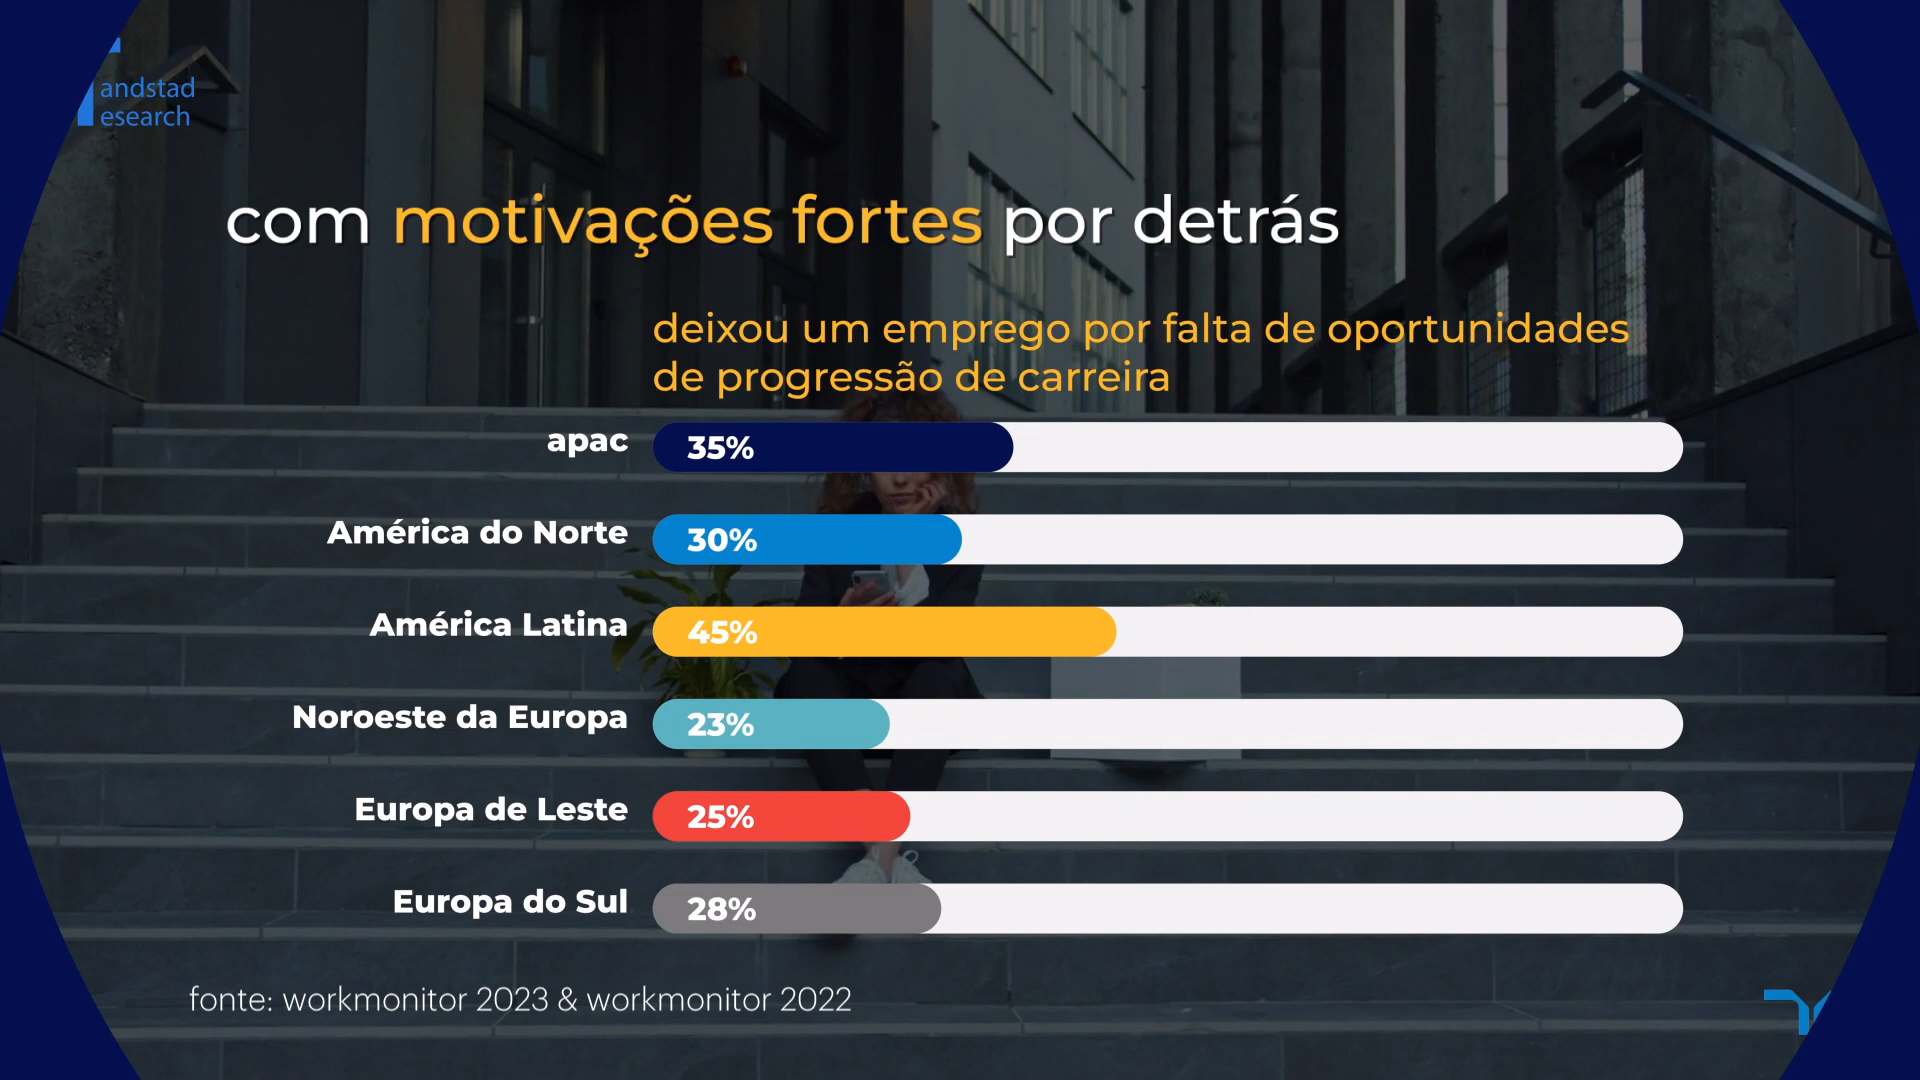 andstad
esearch
com motivações fortes por detrás
deixou um emprego por falta de oportunidades
de progressão de carreira
apac 35%
América do Norte 30%
América Latina 45%
Noroeste da Europa 23%
Europa de Leste 25%
Europa do Sul 28%
fonte: workmonitor 2023 & workmonitor 2022